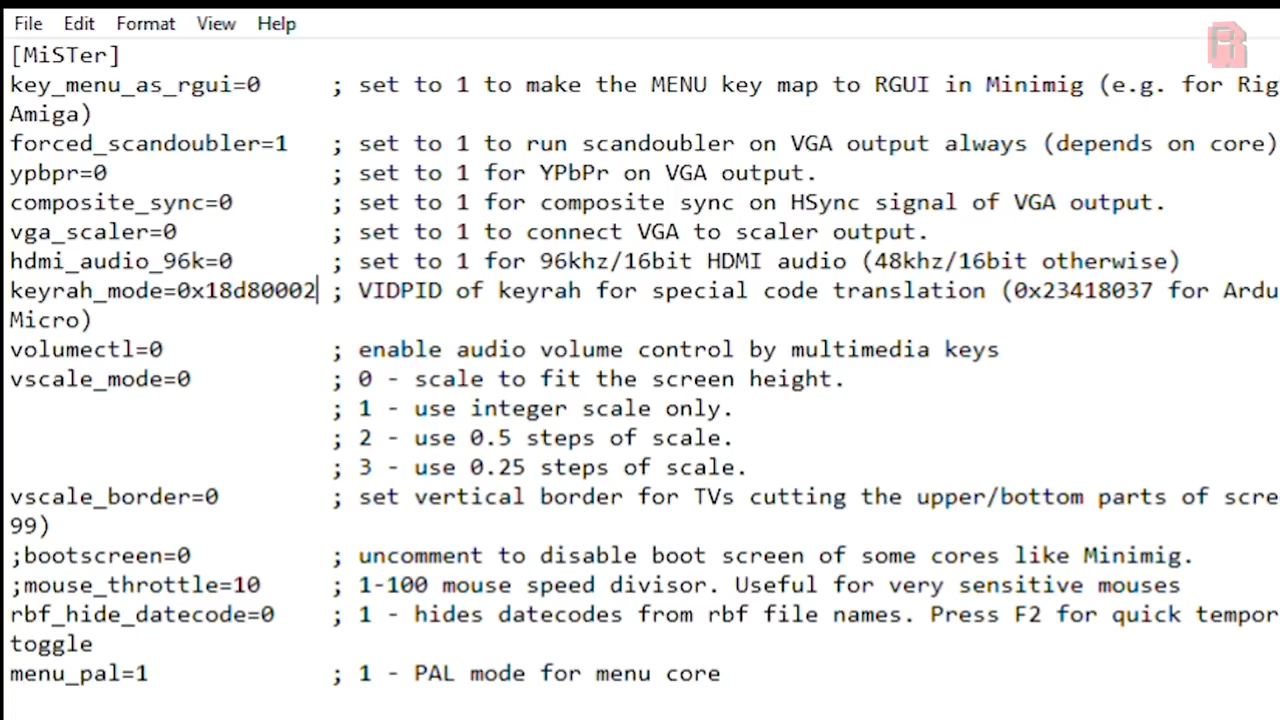 File Edit Format View Help
[MiSTer]
key_menu_as_rgui=0 ; set to 1 to make the MENU key map to RGUI in Minimig (e.g. for Rig
Amiga)
forced_scandoubler=1 ; set to 1 to run scandoubler on VGA output always (depends on core)
ypbpr=0 ; set to 1 for YPbPr on VGA output.
composite_sync=0 ; set to 1 for composite sync on HSync signal of VGA output.
vga_scaler=0 ; set to 1 to connect VGA to scaler output.
hdmi_audio_96k=0 ; set to 1 for 96khz/16bit HDMI audio (48khz/16bit otherwise)
keyrah_mode=0x18d80002 ; VIDPID of keyrah for special code translation (0x23418037 for Ardu
Micro)
volumectl=0 ; enable audio volume control by multimedia keys
vscale_mode=0 ; 0 - scale to fit the screen height.
; 1 - use integer scale only.
; 2 - use 0.5 steps of scale.
; 3 - use 0.25 steps of scale.
vscale_border=0 ; set vertical border for TVs cutting the upper/bottom parts of scre
99)
;bootscreen=0 ; uncomment to disable boot screen of some cores like Minimig.
;mouse_throttle=10 ; 1-100 mouse speed divisor. Useful for very sensitive mouses
rbf_hide_datecode=0 ; 1 - hides datecodes from rbf file names. Press F2 for quick tempor
toggle
menu_pal=1 ; 1 - PAL mode for menu core